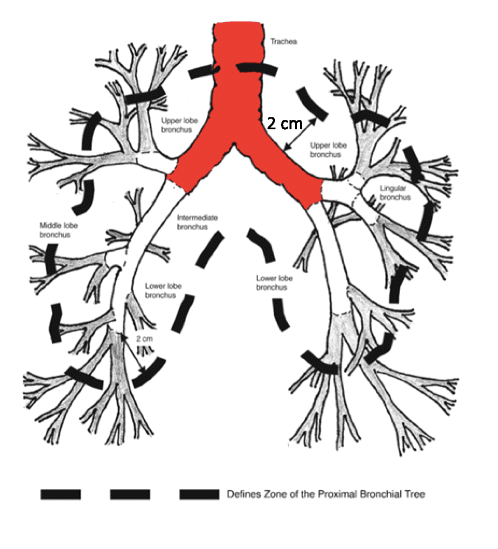 Trachea
2 cm
Upper lobe
bronchus
Upper lobe
bronchus
Lingular
bronchus
Intermediate
bronchus
Middle lobe
bronchus
Lower lobe
bronchus
Lower lobe
bronchus
2 cm
Defines Zone of the Proximal Bronchial Tree